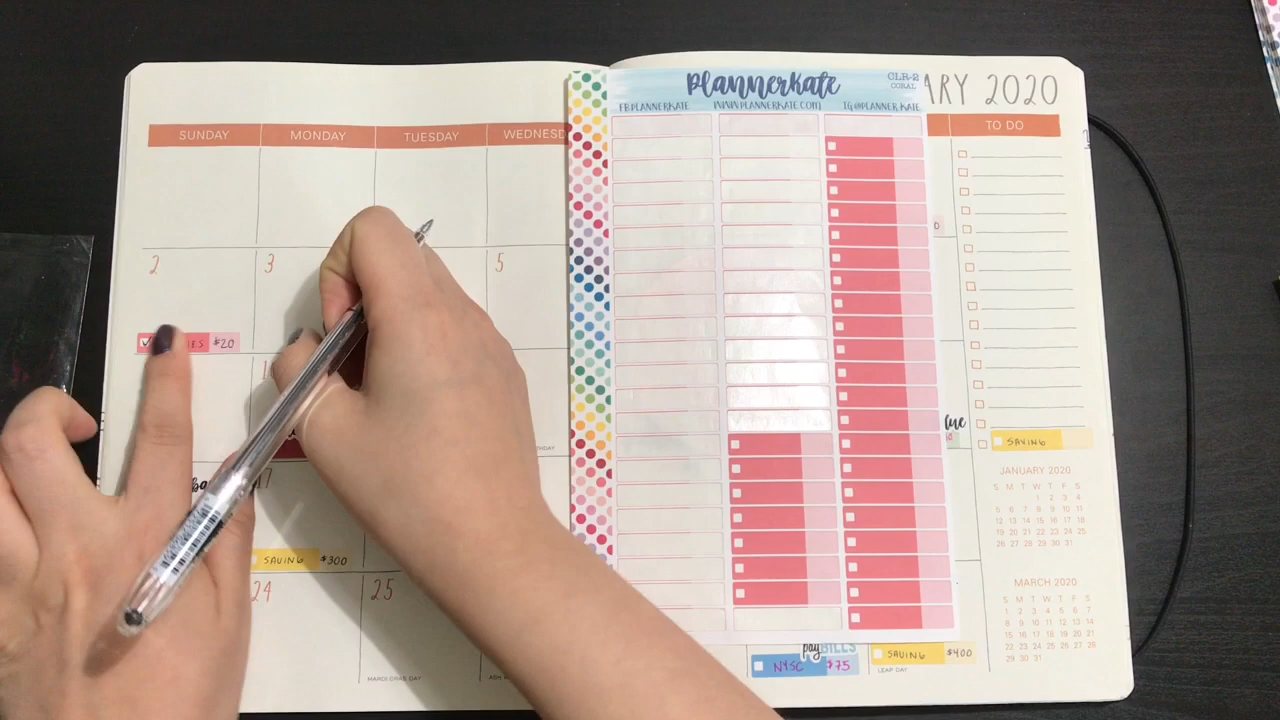 Plannerkate
CLR-2
CORAL
FB:PLANNERKATE WWW.PLANNERKATE.COM IG@PLANNER.KATE
ARY 2020
SUNDAY MONDAY TUESDAY WEDNESD
TO DO
2 3 5
$20
SAVING
17
SAVING $300
24 25
MARDI GRAS DAY
pay BILLS
NYSC $75
SAVING $400
LEAP DAY
JANUARY 2020
S M T W T F S
1 2 3 4
5 6 7 8 9 10 11
12 13 14 15 16 17 18
19 20 21 22 23 24 25
26 27 28 29 30 31
MARCH 2020
S M T W T F S
1 2 3 4 5 6 7
8 9 10 11 12 13 14
15 16 17 18 19 20 21
22 23 24 25 26 27 28
29 30 31